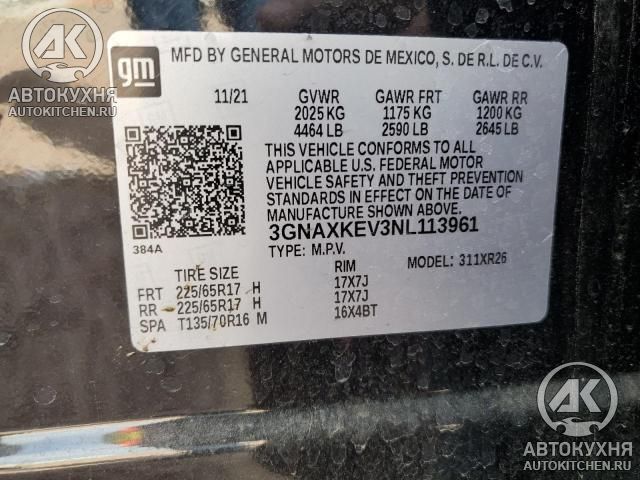 AK
АВТОКУХНЯ
AUTOKITCHEN.RU
gm
MFD BY GENERAL MOTORS DE MEXICO, S. DE R.L. DE C.V.
11/21 GVWR GAWR FRT GAWR RR
2025 KG 1175 KG 1200 KG
4464 LB 2590 LB 2645 LB
THIS VEHICLE CONFORMS TO ALL
APPLICABLE U.S. FEDERAL MOTOR
VEHICLE SAFETY AND THEFT PREVENTION
STANDARDS IN EFFECT ON THE DATE OF
MANUFACTURE SHOWN ABOVE.
3GNAXKEV3NL113961
384A
TYPE: M.P.V. MODEL: 311XR26
TIRE SIZE RIM
FRT 225/65R17 H 17X7J
RR 225/65R17 H 17X7J
SPA T135/70R16 M 16X4BT
AK
АВТОКУХНЯ
AUTOKITCHEN.RU